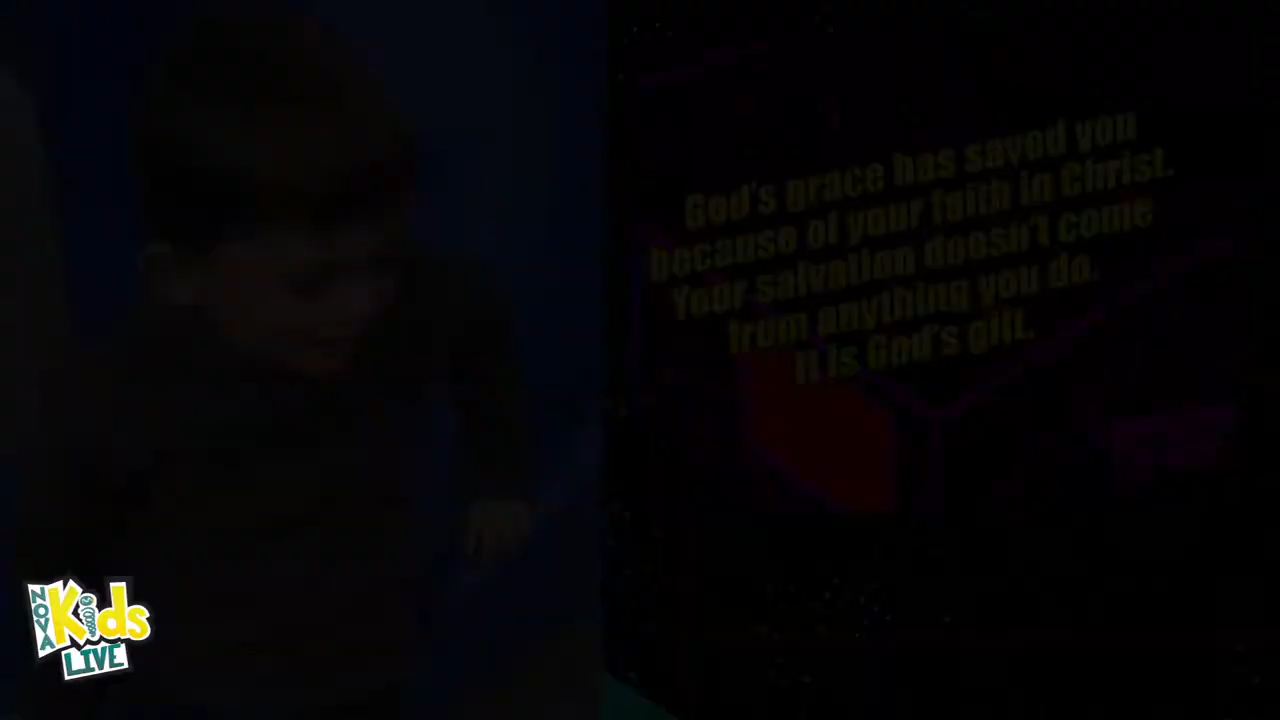 God's grace has saved you
because of your faith in Christ.
Your salvation doesn't come
from anything you do.
It is God's gift.
NOVA
Kids
LIVE